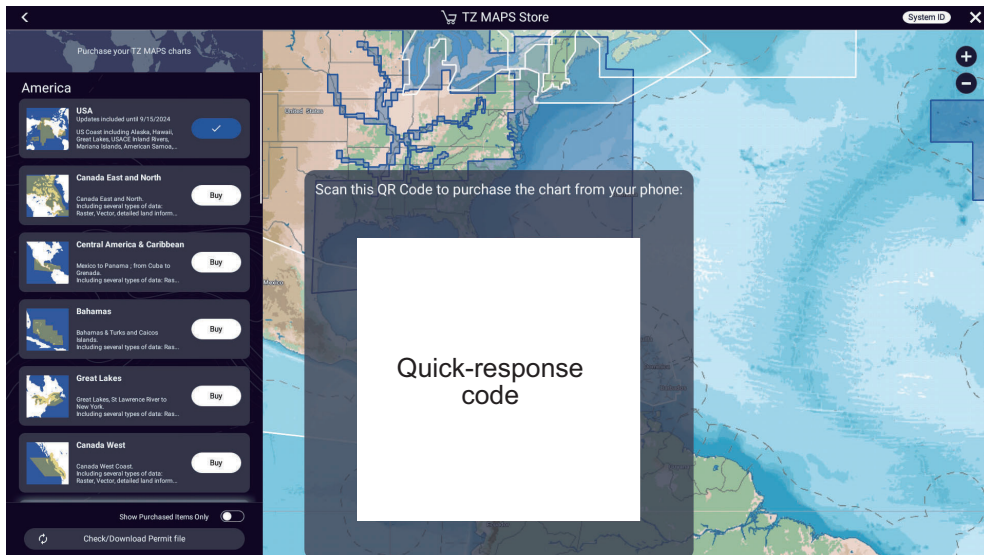 TZ MAPS Store
System ID
Purchase your TZ MAPS charts
America
USA
Updates included until 9/15/2024
US Coast including Alaska, Hawaii,
Great Lakes, USACE Inland Rivers,
Mariana Islands, American Samoa,...
Canada East and North
Canada East and North.
Including several types of data:
Raster, Vector, detailed land inform...
Buy
Central America & Caribbean
Mexico to Panama ; from Cuba to
Grenada.
Including several types of data: Ras...
Buy
Bahamas
Bahamas & Turks and Caicos
Islands.
Including several types of data: Ras...
Buy
Great Lakes
Great Lakes, St Lawrence River to
New York.
Including several types of data: Ras...
Buy
Canada West
Canada West Coast.
Including several types of data:
Raster, Vector, detailed land inform...
Buy
Show Purchased Items Only
Check/Download Permit file
United States
Mexico
Scan this QR Code to purchase the chart from your phone:
Quick-response
code